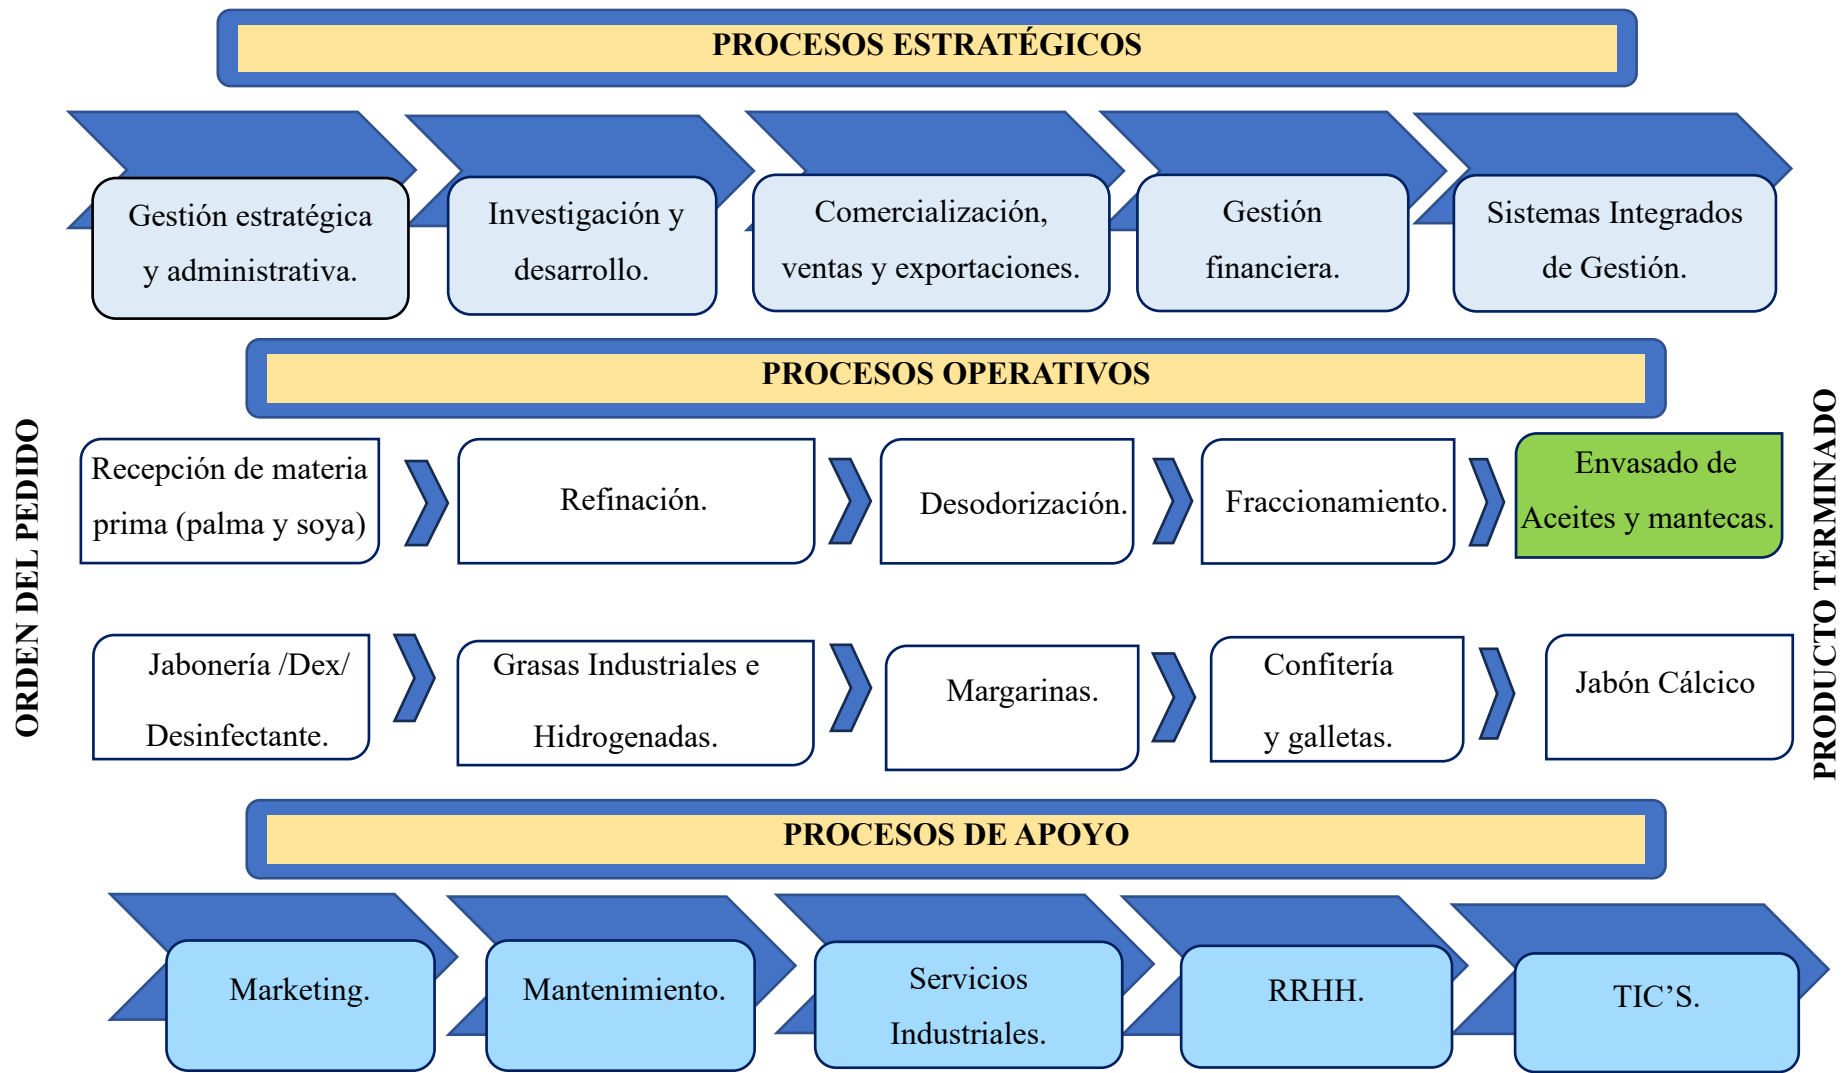 PROCESOS ESTRATÉGICOS
Gestión estratégica
y administrativa.
Investigación y
desarrollo.
Comercialización,
ventas y exportaciones.
Gestión
financiera.
Sistemas Integrados
de Gestión.
PROCESOS OPERATIVOS
ORDEN DEL PEDIDO
Recepción de materia
prima (palma y soya)
Refinación.
Desodorización.
Fraccionamiento.
Envasado de
Aceites y mantecas.
Jabonería /Dex/
Desinfectante.
Grasas Industriales e
Hidrogenadas.
Margarinas.
Confitería
y galletas.
Jabón Cálcico
PRODUCTO TERMINADO
PROCESOS DE APOYO
Marketing.
Mantenimiento.
Servicios
Industriales.
RRHH.
TIC’S.